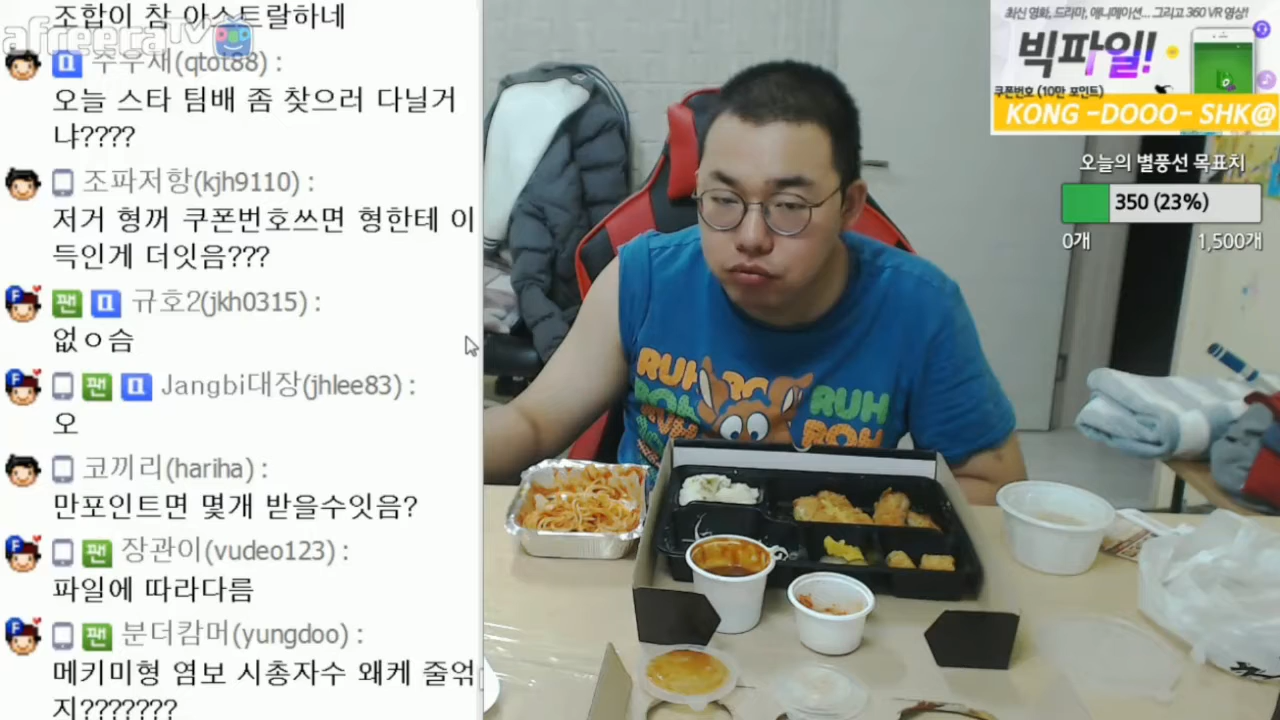 조합이 참 아스트랄하네
afreecaTV
주우재(qtot88) :
오늘 스타 팀배 좀 찾으러 다닐거
냐????
조파저항(kjh9110) :
저거 형꺼 쿠폰번호쓰면 형한테 이
득인게 더잇음???
팬 규호2(jkh0315) :
없ㅇ슴
팬 Jangbi대장(jhlee83) :
오
코끼리(hariha) :
만포인트면 몇개 받을수잇음?
팬 장관이(vudeo123) :
파일에 따라다름
팬 분더캄머(yungdoo) :
메키미형 염보 시총자수 왜케 줄얶
지???????
최신 영화, 드라마, 애니메이션... 그리고 360 VR 영상!
빅파일!
쿠폰번호 (10만 포인트)
KONG -DOOO- SHK@
오늘의 별풍선 목표치
350 (23%)
0개 1,500개
RUH
RUH
ROH